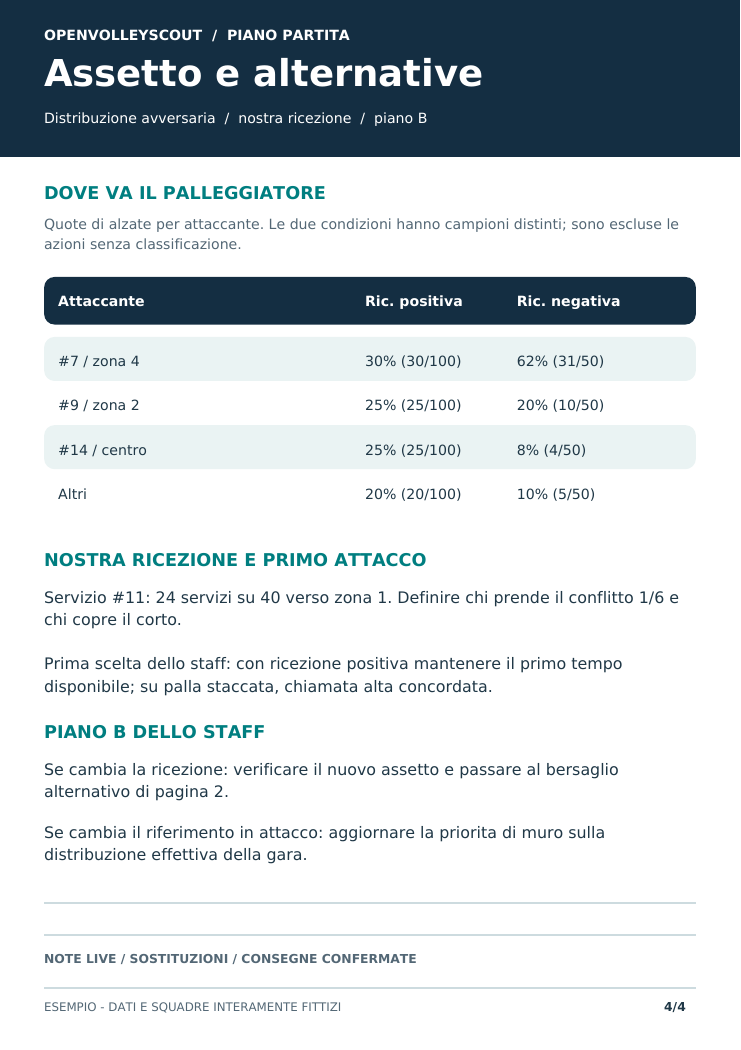 OPENVOLLEYSCOUT / PIANO PARTITA
Assetto e alternative
Distribuzione avversaria / nostra ricezione / piano B
DOVE VA IL PALLEGGIATORE
Quote di alzate per attaccante. Le due condizioni hanno campioni distinti; sono escluse le
azioni senza classificazione.
Attaccante Ric. positiva Ric. negativa
#7 / zona 4 30% (30/100) 62% (31/50)
#9 / zona 2 25% (25/100) 20% (10/50)
#14 / centro 25% (25/100) 8% (4/50)
Altri 20% (20/100) 10% (5/50)
NOSTRA RICEZIONE E PRIMO ATTACCO
Servizio #11: 24 servizi su 40 verso zona 1. Definire chi prende il conflitto 1/6 e
chi copre il corto.
Prima scelta dello staff: con ricezione positiva mantenere il primo tempo
disponibile; su palla staccata, chiamata alta concordata.
PIANO B DELLO STAFF
Se cambia la ricezione: verificare il nuovo assetto e passare al bersaglio
alternativo di pagina 2.
Se cambia il riferimento in attacco: aggiornare la priorita di muro sulla
distribuzione effettiva della gara.
NOTE LIVE / SOSTITUZIONI / CONSEGNE CONFERMATE
ESEMPIO - DATI E SQUADRE INTERAMENTE FITTIZI 4/4